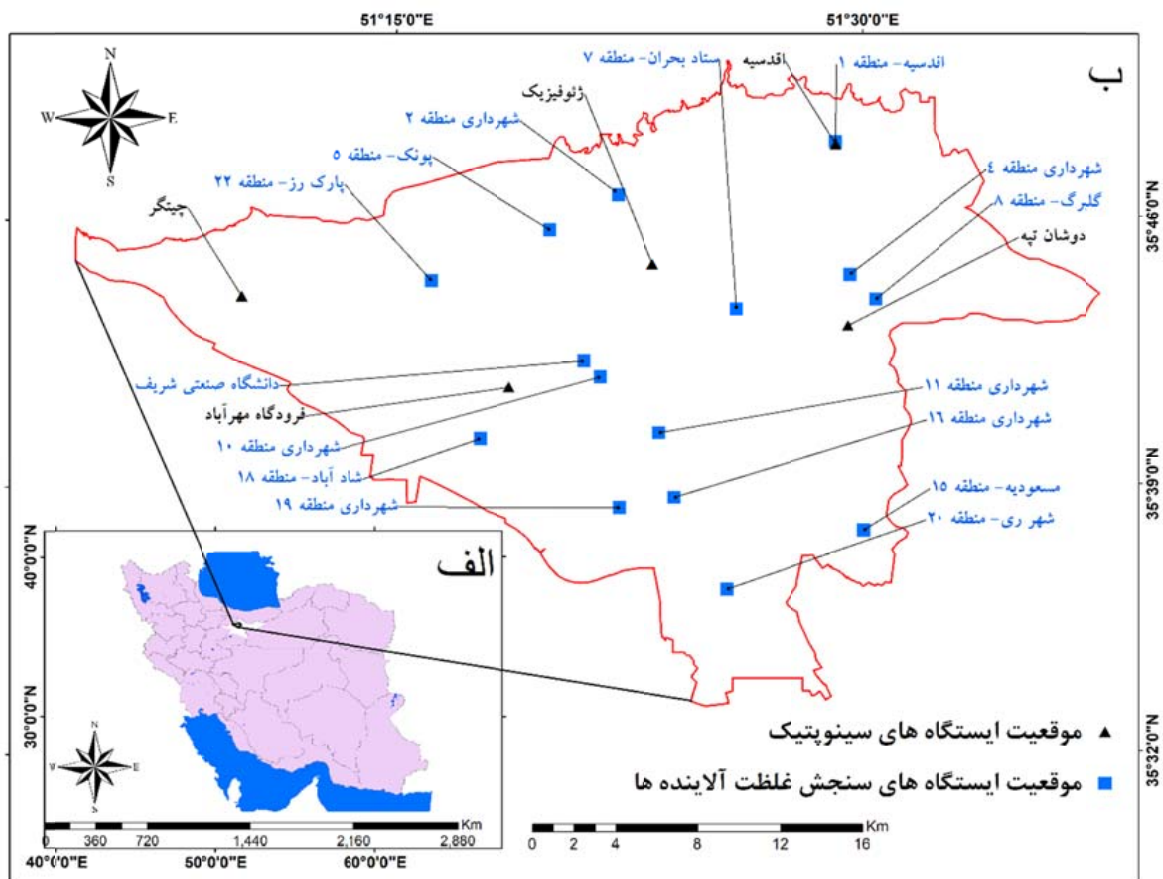 51°15'0"E
51°30'0"E
ب
N
W
E
S
ستاد بحران- منطقه ۷
اقدسیه
اقدسیه- منطقه ۱
ژئوفیزیک
شهرداری منطقه ۲
پونک- منطقه ۵
پارک رز- منطقه ۲۲
چیتگر
شهرداری منطقه ۴
گلبرگ- منطقه ۸
دوشان تپه
35°46'0"N
دانشگاه صنعتی شریف
فرودگاه مهرآباد
شهرداری منطقه ۱۰
شاد آباد- منطقه ۱۸
شهرداری منطقه ۱۹
شهرداری منطقه ۱۱
شهرداری منطقه ۱۶
مسعودیه- منطقه ۱۵
شهر ری- منطقه ۲۰
35°39'0"N
35°32'0"N
الف
40°0'0"N
30°0'0"N
N
E
S
Km
0 360 720 1,440 2,160 2,880
40°0'0"E
50°0'0"E
60°0'0"E
موقعیت ایستگاه های سینوپتیک
موقعیت ایستگاه های سنجش غلظت آلاینده ها
Km
0 2 4 8 12 16